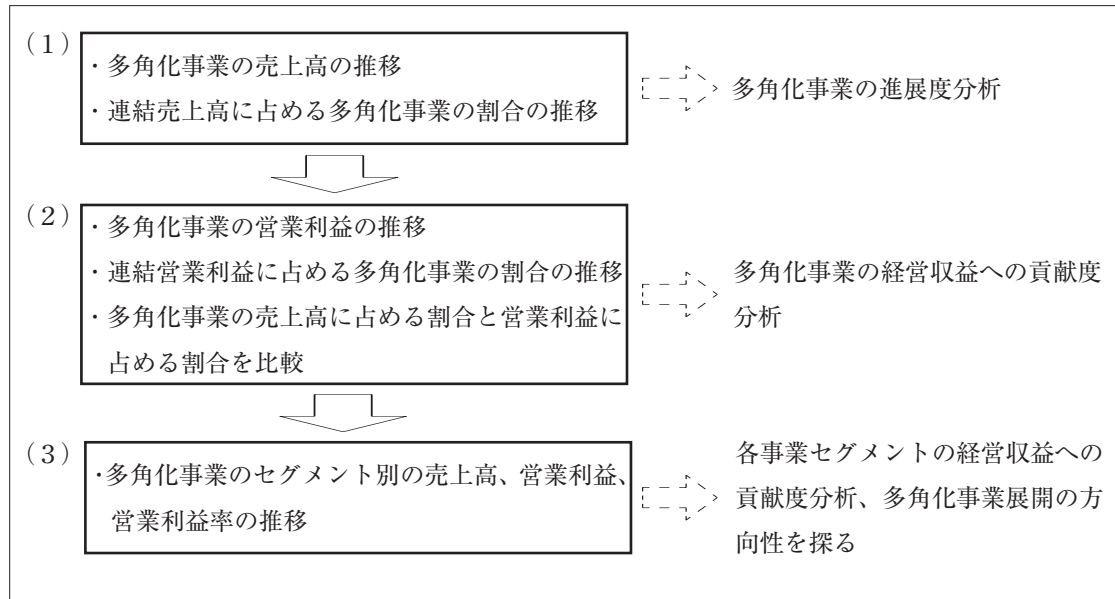 (1)
・多角化事業の売上高の推移
・連結売上高に占める多角化事業の割合の推移
多角化事業の進展度分析
(2)
・多角化事業の営業利益の推移
・連結営業利益に占める多角化事業の割合の推移
・多角化事業の売上高に占める割合と営業利益に
占める割合を比較
多角化事業の経営収益への貢献度
分析
(3)
・多角化事業のセグメント別の売上高、営業利益、
営業利益率の推移
各事業セグメントの経営収益への
貢献度分析、多角化事業展開の方
向性を探る